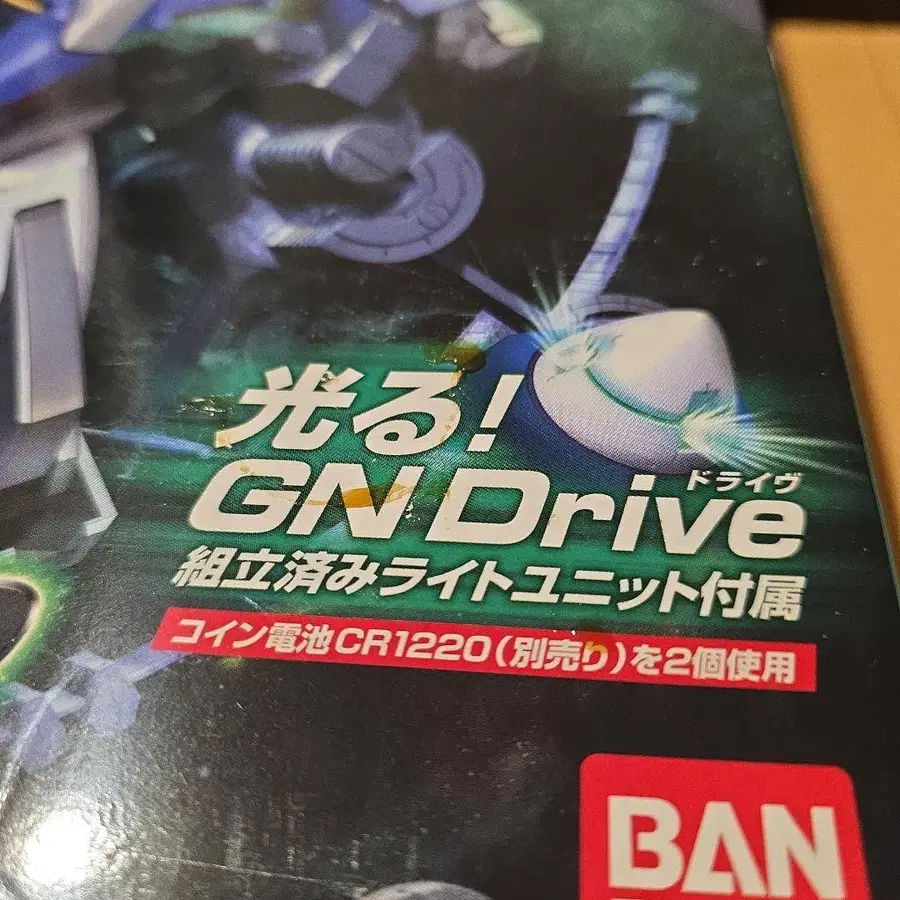 光る!
GN Drive
ドライヴ
組立済みライトユニット付属
コイン電池CR1220(別売り)を2個使用
BAN